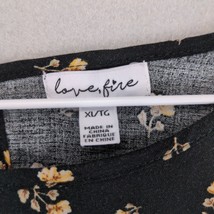 love, fire
XL/TG
MADE IN
CHINA
FABRIQUÉ
EN CHINE